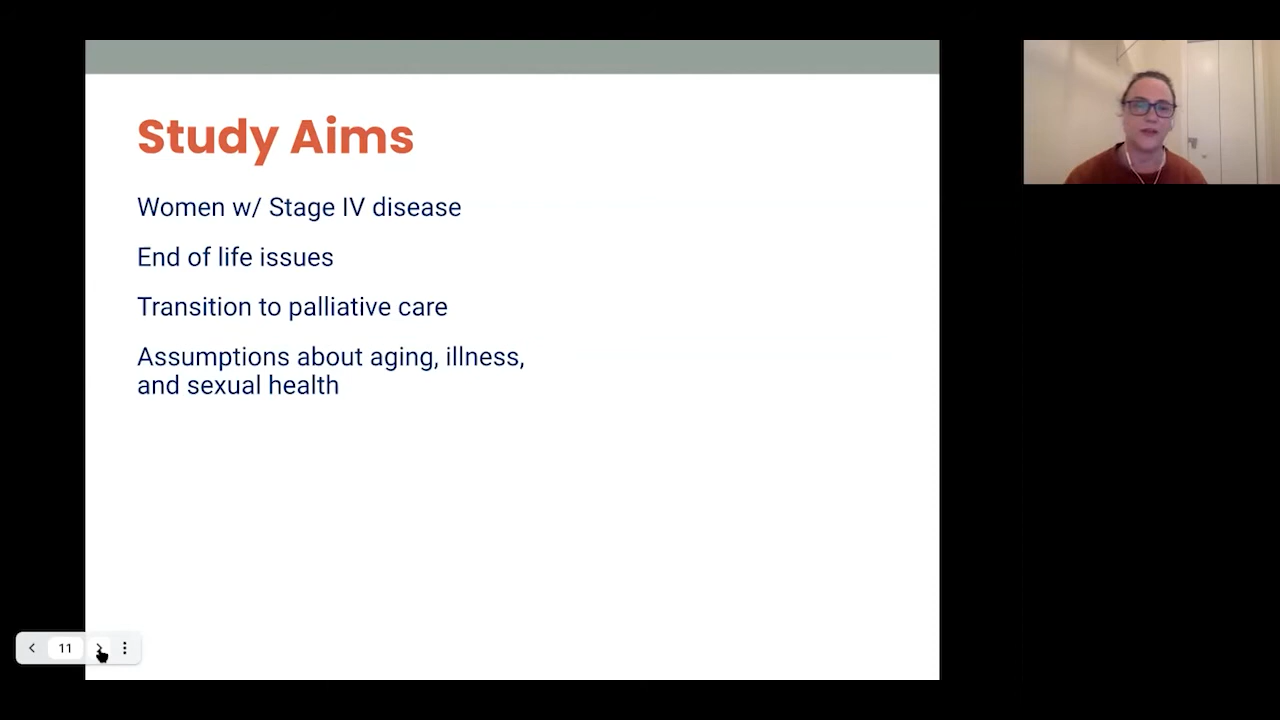 Study Aims
Women w/ Stage IV disease
End of life issues
Transition to palliative care
Assumptions about aging, illness,
and sexual health
11